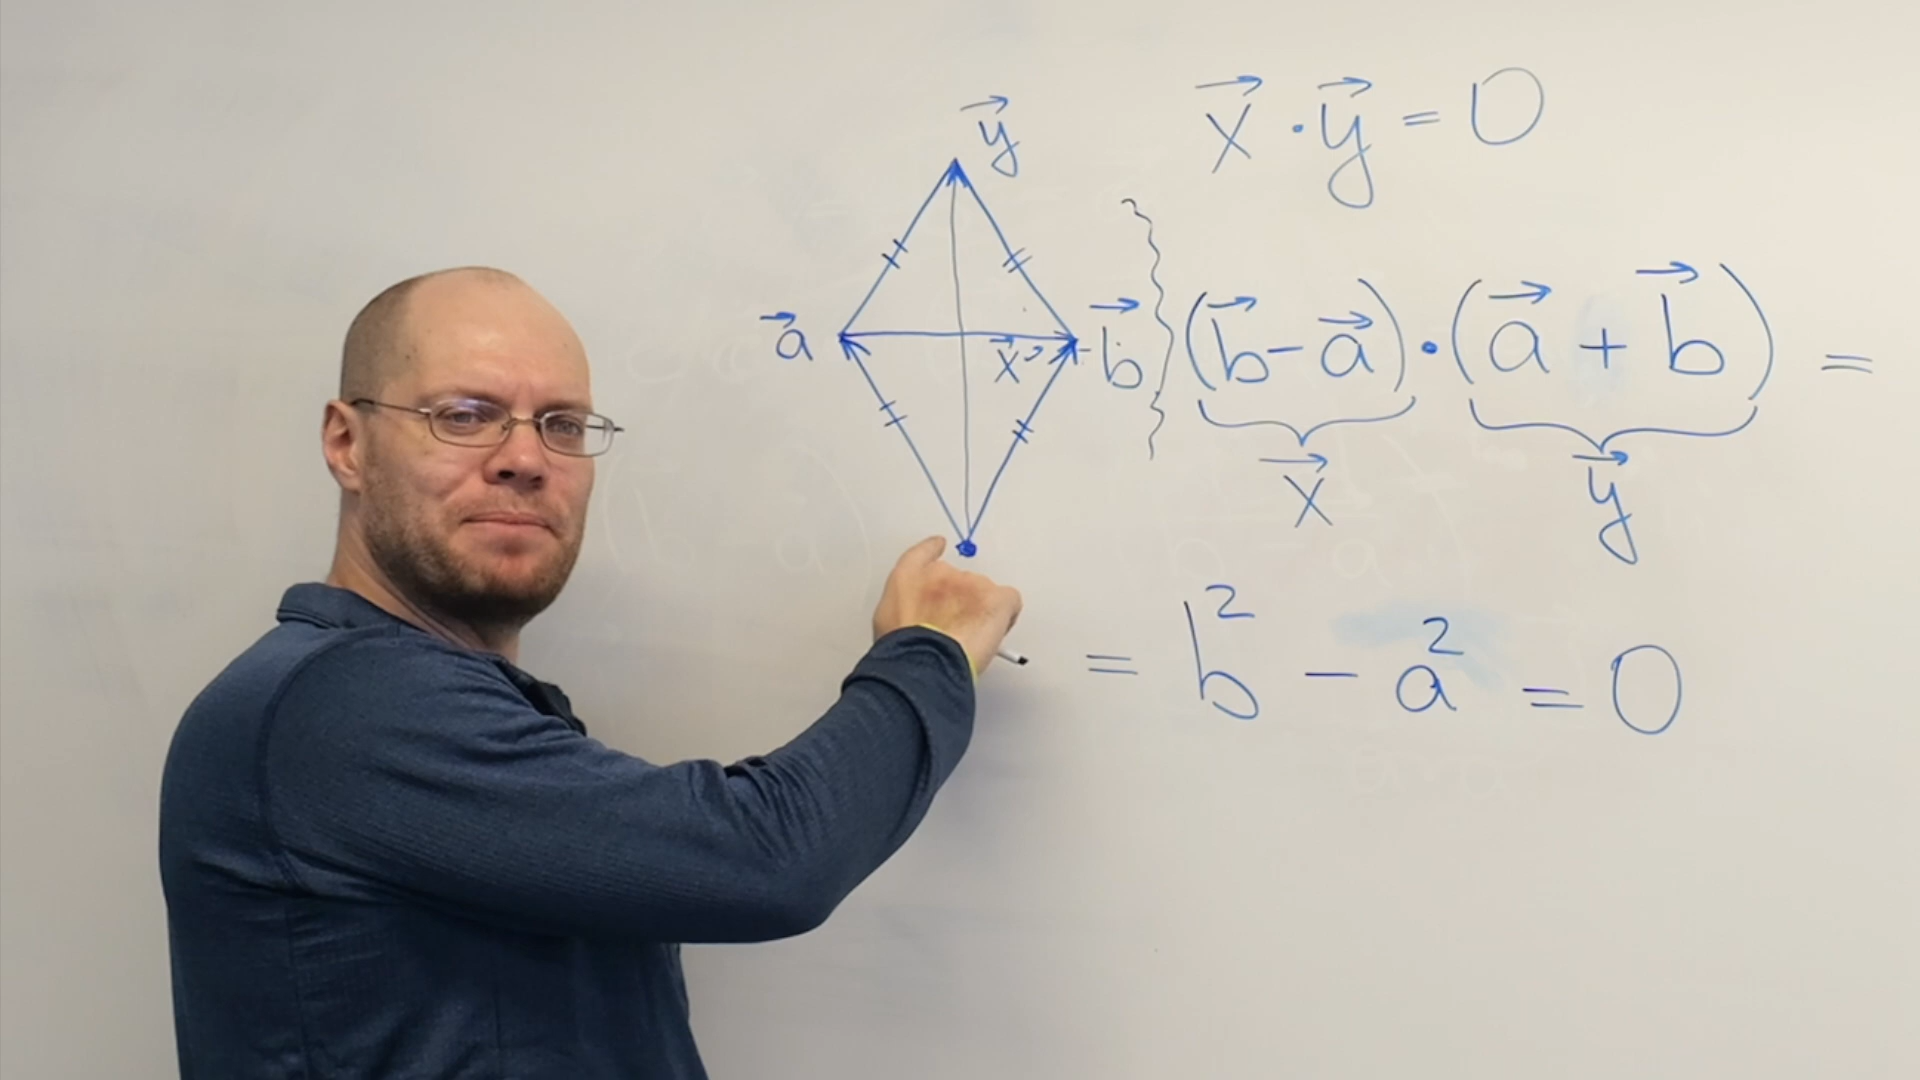 y⃗
a⃗
x⃗
b⃗
x⃗ · y⃗ = 0
(b⃗ - a⃗) · (a⃗ + b⃗) =
x⃗
y⃗
= b² - a² = 0